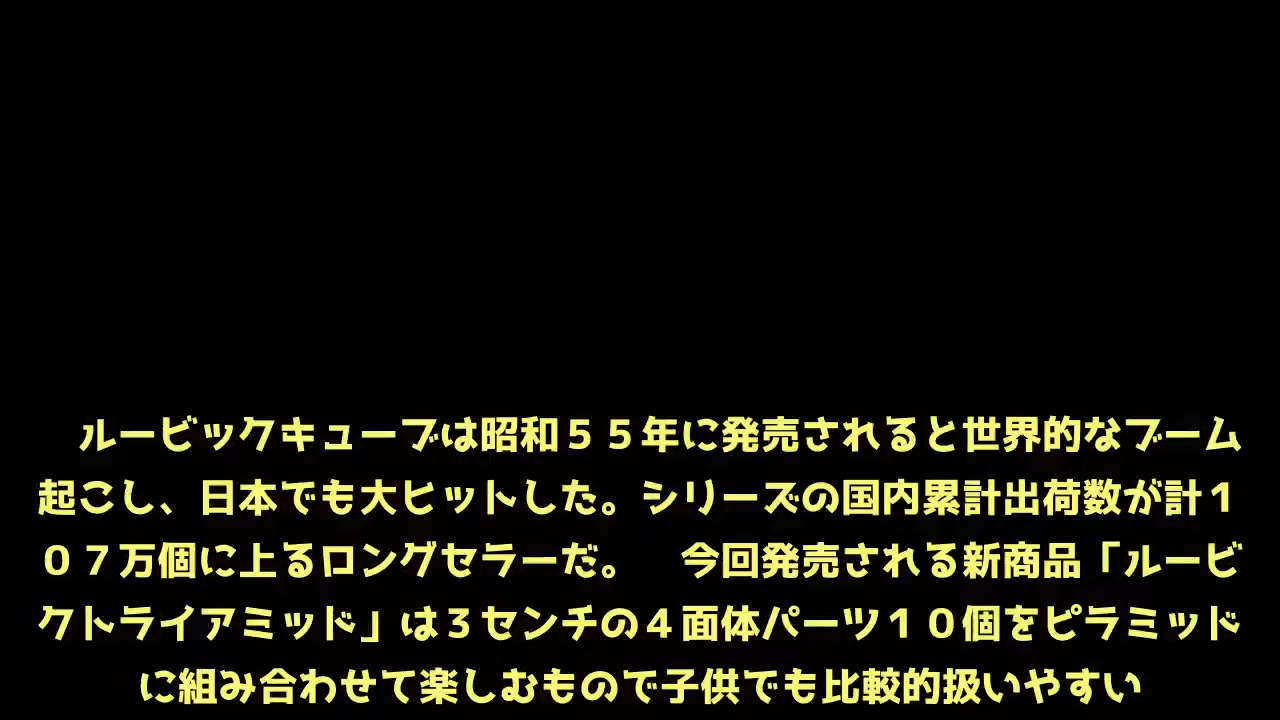 ルービックキューブは昭和５５年に発売されると世界的なブーム
起こし、日本でも大ヒットした。シリーズの国内累計出荷数が計１
０７万個に上るロングセラーだ。　今回発売される新商品「ルービ
クトライアミッド」は３センチの４面体パーツ１０個をピラミッド
に組み合わせて楽しむもので子供でも比較的扱いやすい